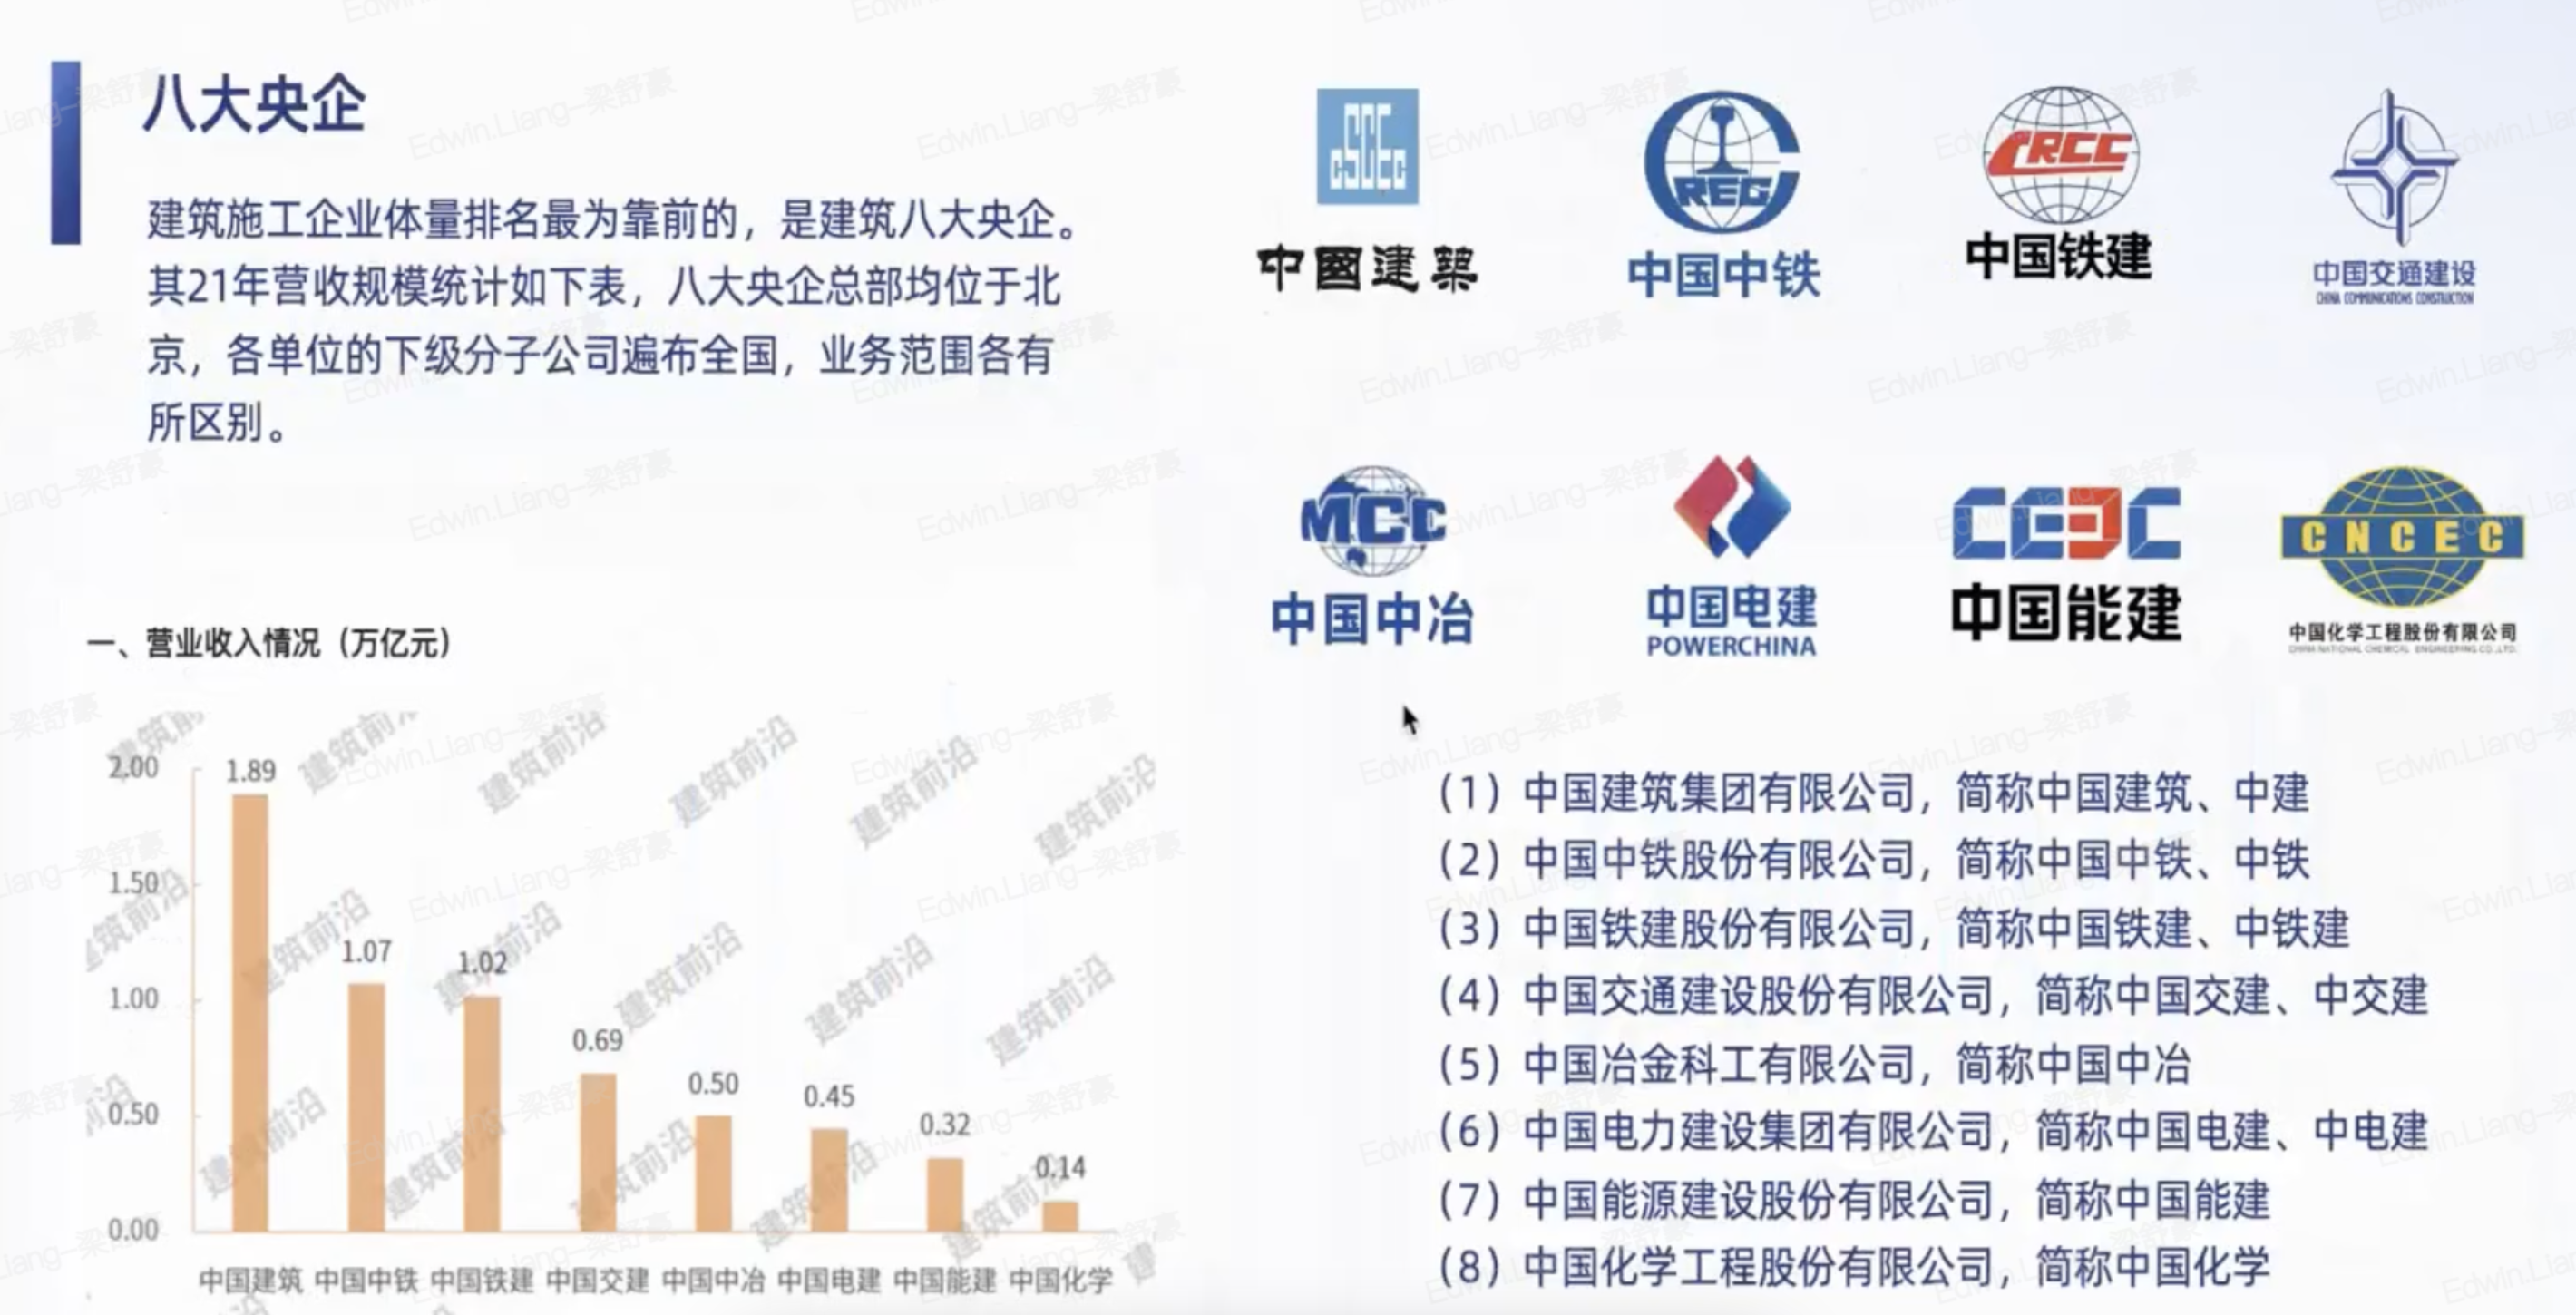 八大央企
建筑施工企业体量排名最为靠前的，是建筑八大央企。
其21年营收规模统计如下表，八大央企总部均位于北
京，各单位的下级分子公司遍布全国，业务范围各有
所区别。
一、营业收入情况（万亿元）
2.00
1.50
1.00
0.50
0.00
1.89
1.07
1.02
0.69
0.50
0.45
0.32
0.14
中国建筑 中国中铁 中国铁建 中国交建 中国中冶 中国电建 中国能建 中国化学
建筑前沿
CSCEC
中國建築
CREG
中国中铁
CRCC
中国铁建
中国交通建设
CHINA COMMUNICATIONS CONSTRUCTION
MCC
中国中冶
中国电建
POWERCHINA
CEEC
中国能建
CNCEC
中国化学工程股份有限公司
CHINA NATIONAL CHEMICAL ENGINEERING CO.,LTD.
（1）中国建筑集团有限公司，简称中国建筑、中建
（2）中国中铁股份有限公司，简称中国中铁、中铁
（3）中国铁建股份有限公司，简称中国铁建、中铁建
（4）中国交通建设股份有限公司，简称中国交建、中交建
（5）中国冶金科工有限公司，简称中国中冶
（6）中国电力建设集团有限公司，简称中国电建、中电建
（7）中国能源建设股份有限公司，简称中国能建
（8）中国化学工程股份有限公司，简称中国化学
Edwin.Liang-梁舒豪